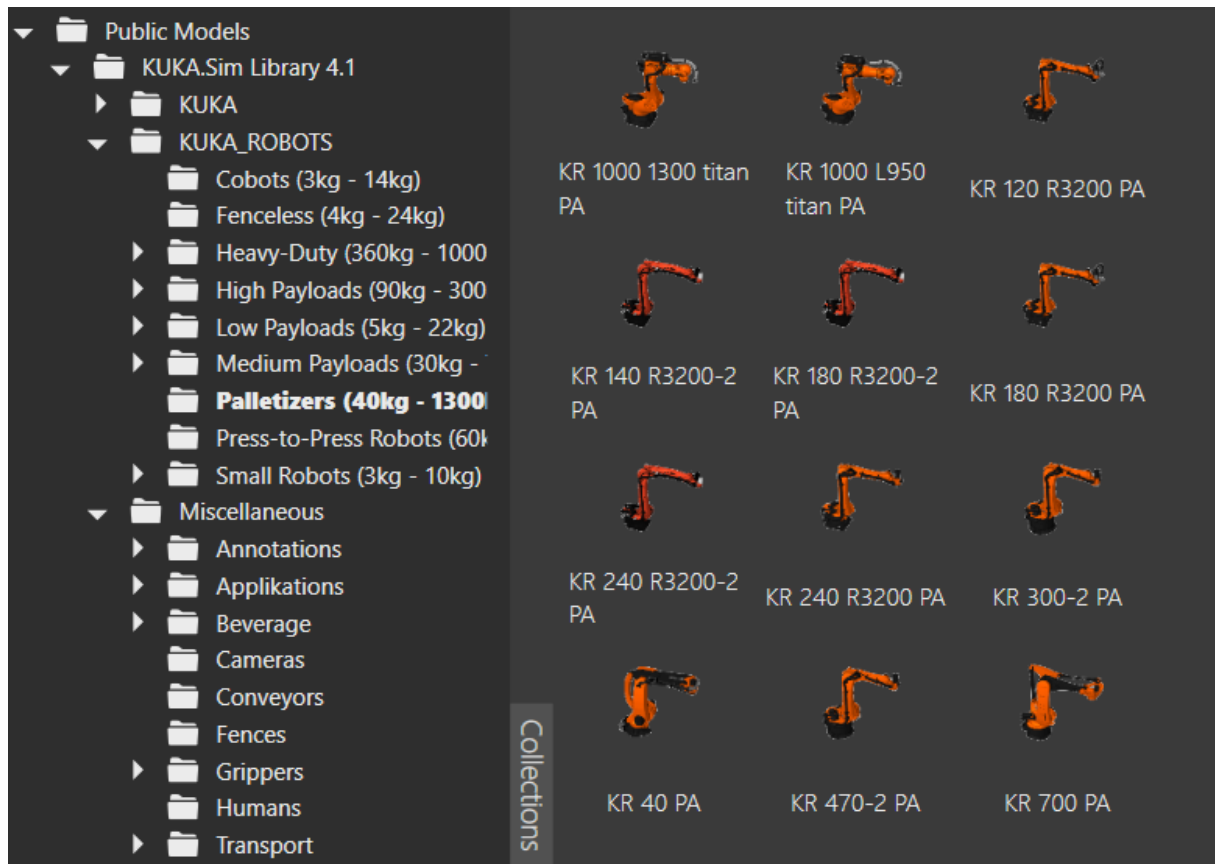 Public Models
KUKA.Sim Library 4.1
KUKA
KUKA_ROBOTS
Cobots (3kg - 14kg)
Fenceless (4kg - 24kg)
Heavy-Duty (360kg - 1000
High Payloads (90kg - 300
Low Payloads (5kg - 22kg)
Medium Payloads (30kg -
Palletizers (40kg - 1300
Press-to-Press Robots (60k
Small Robots (3kg - 10kg)
Miscellaneous
Annotations
Applikations
Beverage
Cameras
Conveyors
Fences
Grippers
Humans
Transport
Collections
KR 1000 1300 titan
PA
KR 1000 L950
titan PA
KR 120 R3200 PA
KR 140 R3200-2
PA
KR 180 R3200-2
PA
KR 180 R3200 PA
KR 240 R3200-2
PA
KR 240 R3200 PA
KR 300-2 PA
KR 40 PA
KR 470-2 PA
KR 700 PA